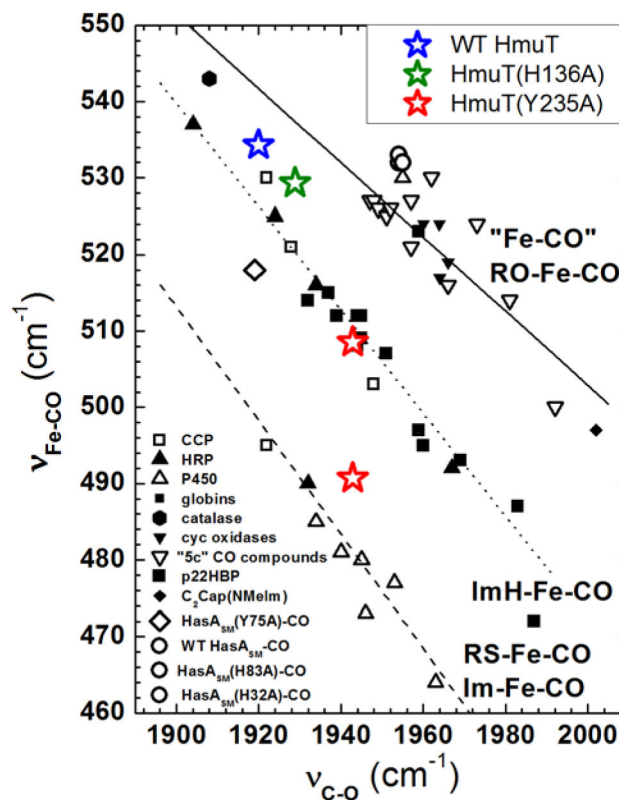 WT HmuT
HmuT(H136A)
HmuT(Y235A)
550
540
530
520
510
500
490
480
470
460
νFe-CO (cm⁻¹)
"Fe-CO"
RO-Fe-CO
CCP
HRP
P450
globins
catalase
cyc oxidases
"5c" CO compounds
p22HBP
C₂Cap(NMeIm)
HasASM(Y75A)-CO
WT HasASM-CO
HasASM(H83A)-CO
HasASM(H32A)-CO
ImH-Fe-CO
RS-Fe-CO
Im-Fe-CO
1900 1920 1940 1960 1980 2000
νC-O (cm⁻¹)